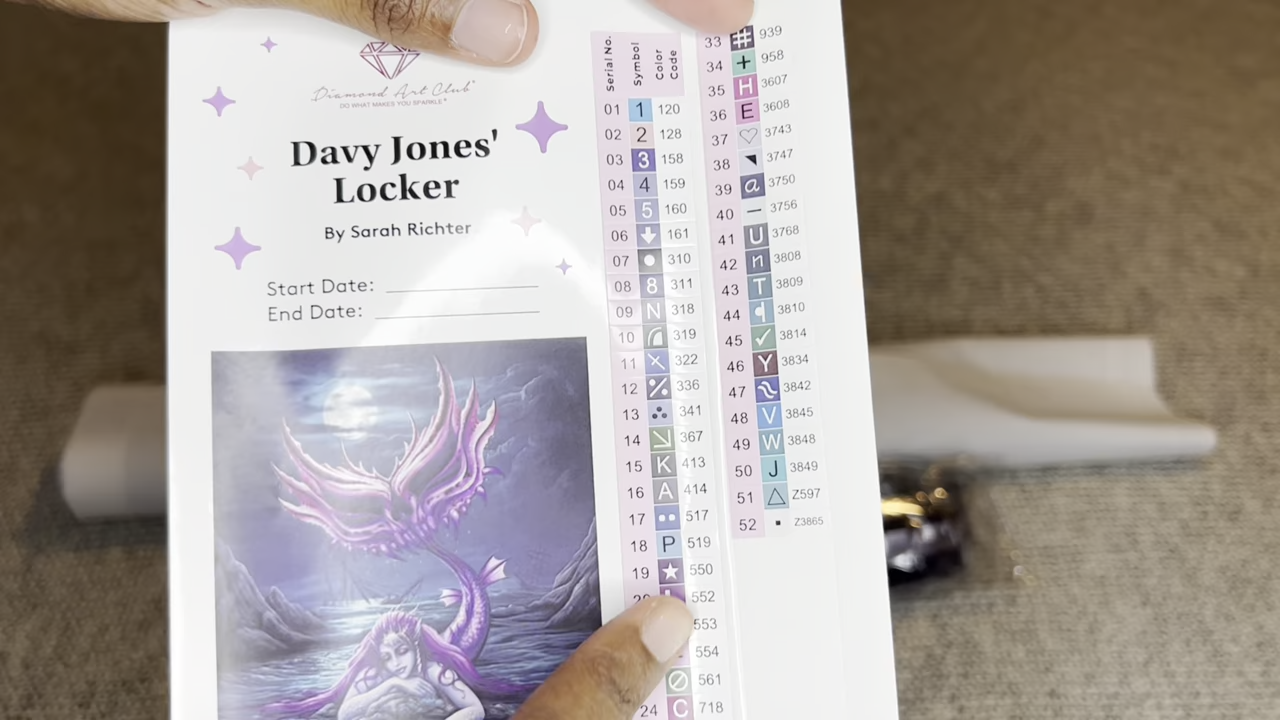 Diamond Art Club
DO WHAT MAKES YOU SPARKLE
Davy Jones'
Locker
By Sarah Richter
Start Date:
End Date:
Serial No. Symbol Color Code
01 1 120
02 2 128
03 3 158
04 4 159
05 5 160
06 161
07 310
08 8 311
09 N 318
10 319
11 322
12 336
13 341
14 367
15 K 413
16 A 414
17 517
18 P 519
19 550
20 552
553
554
561
24 C 718
33 # 939
34 + 958
35 H 3607
36 E 3608
37 ♡ 3743
38 3747
39 a 3750
40 – 3756
41 U 3768
42 n 3808
43 T 3809
44 3810
45 ✓ 3814
46 Y 3834
47 3842
48 V 3845
49 W 3848
50 J 3849
51 △ Z597
52 ▪ Z3865